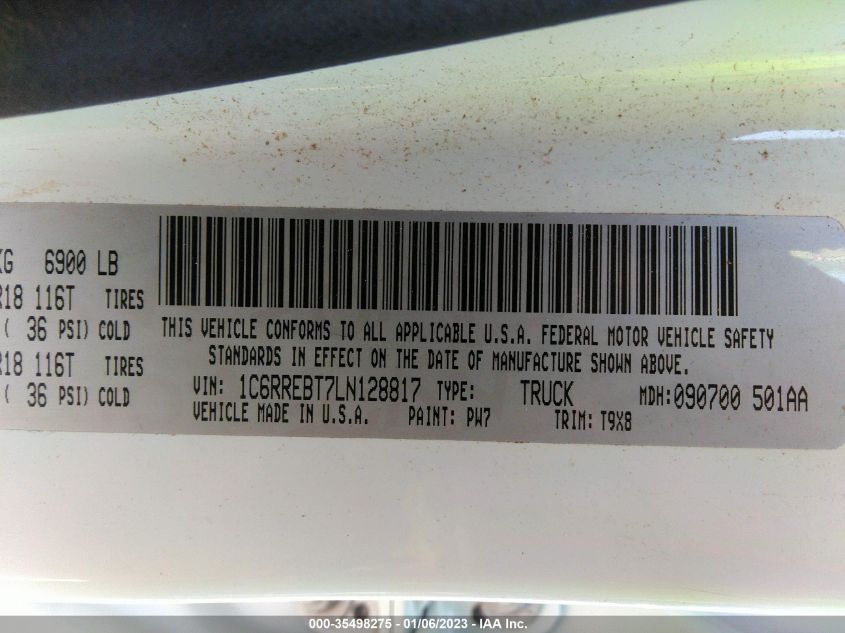 KG 6900 LB
R18 116T TIRES
( 36 PSI) COLD
R18 116T TIRES
( 36 PSI) COLD
THIS VEHICLE CONFORMS TO ALL APPLICABLE U.S.A. FEDERAL MOTOR VEHICLE SAFETY
STANDARDS IN EFFECT ON THE DATE OF MANUFACTURE SHOWN ABOVE.
VIN: 1C6RREBT7LN128817 TYPE: TRUCK MDH:090700 501AA
VEHICLE MADE IN U.S.A. PAINT: PW7 TRIM: T9X8
000-35498275 - 01/06/2023 - IAA Inc.